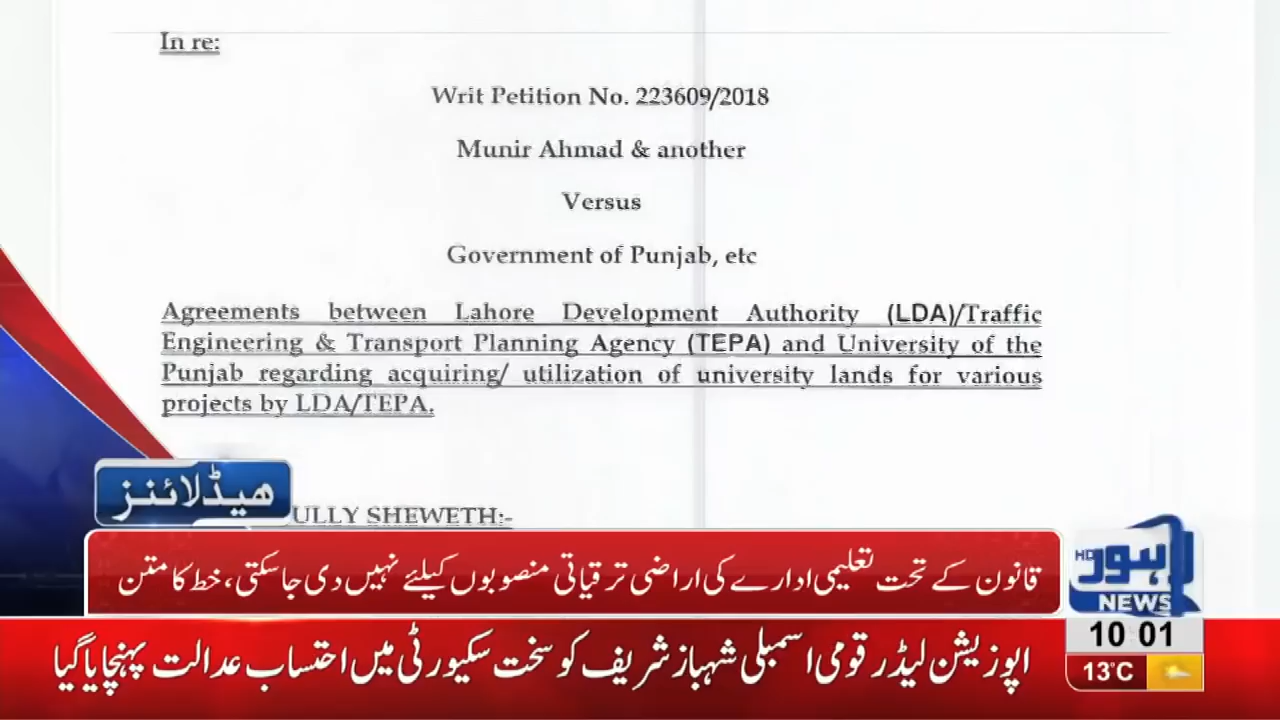 In re:
Writ Petition No. 223609/2018
Munir Ahmad & another
Versus
Government of Punjab, etc
Agreements between Lahore Development Authority (LDA)/Traffic
Engineering & Transport Planning Agency (TEPA) and University of the
Punjab regarding acquiring/ utilization of university lands for various
projects by LDA/TEPA.
ھیڈلائنز
ULLY SHEWETH:-
قانون کے تحت تعلیمی ادارے کی اراضی ترقیاتی منصوبوں کیلئے نہیں دی جاسکتی، خط کا متن
HD لاہور
NEWS
10 01
اپوزیشن لیڈر قومی اسمبلی شہباز شریف کو سخت سکیورٹی میں احتساب عدالت پہنچایا گیا
13°C